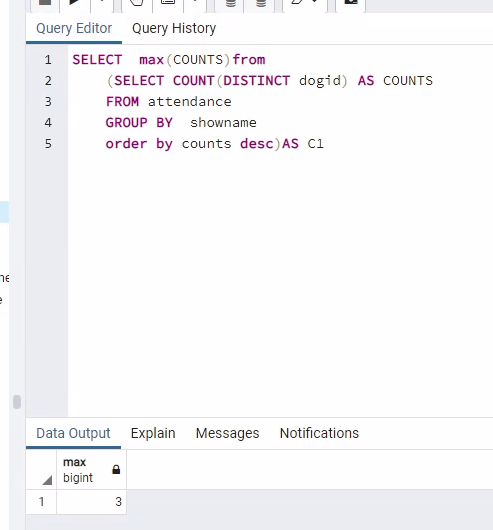 Query Editor Query History
1 SELECT  max(COUNTS)from
2 (SELECT COUNT(DISTINCT dogid) AS COUNTS
3 FROM attendance
4 GROUP BY  showname
5 order by counts desc)AS C1
Data Output Explain Messages Notifications
max
bigint
1 3